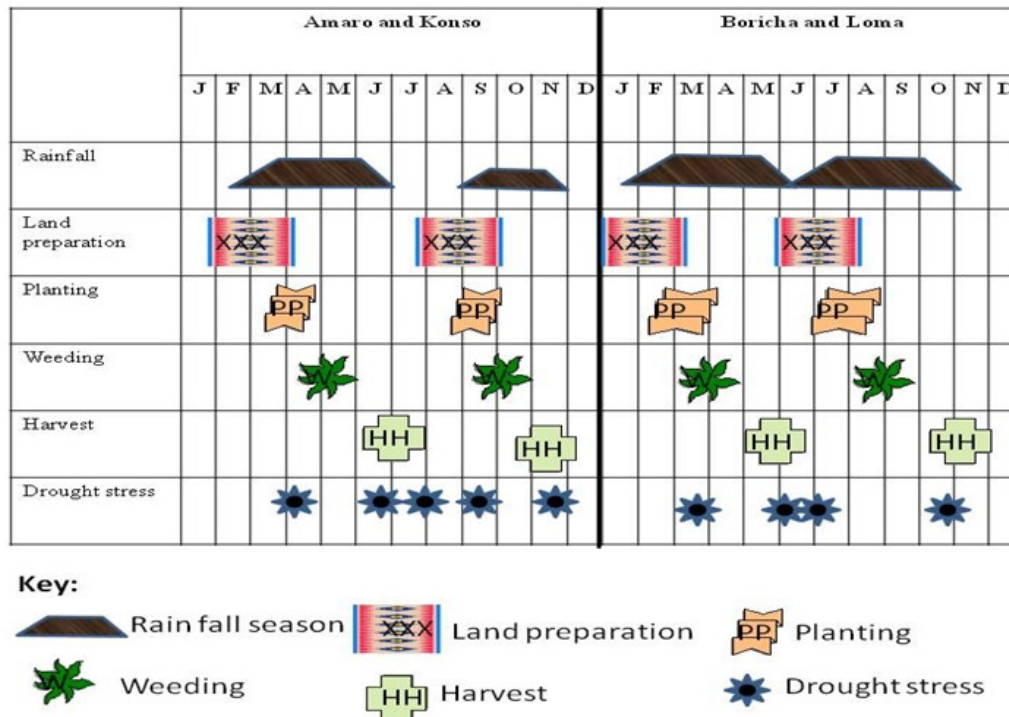 Amaro and Konso Boricha and Loma
J F M A M J J A S O N D J F M A M J J A S O N D
Rainfall
Land
preparation XXX XXX XXX XXX
Planting PP PP PP PP
Weeding W W W W
Harvest HH HH HH HH
Drought stress
Key:
Rain fall season XXX Land preparation PP Planting
W Weeding HH Harvest Drought stress